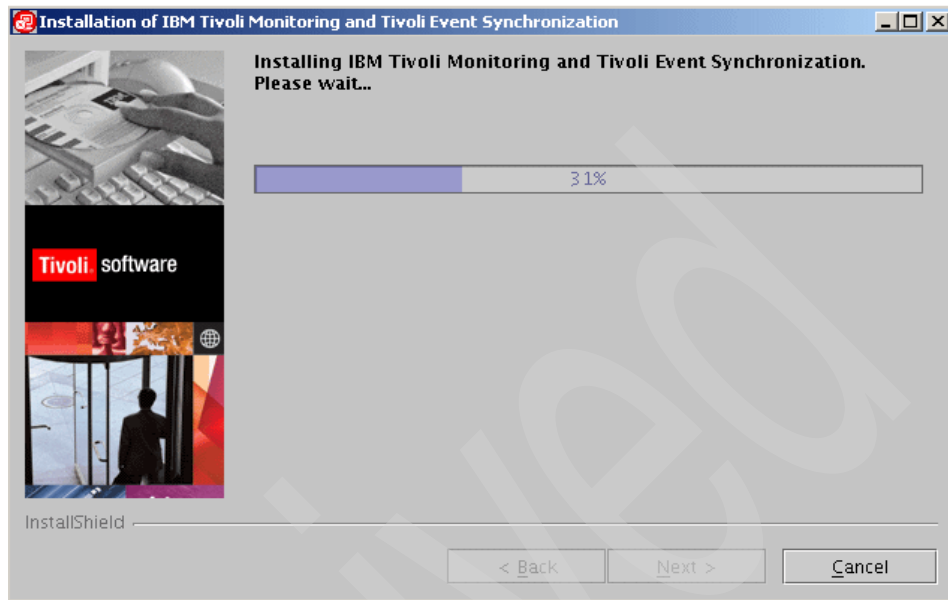 Installation of IBM Tivoli Monitoring and Tivoli Event Synchronization
Installing IBM Tivoli Monitoring and Tivoli Event Synchronization.
Please wait...
31%
Tivoli. software
InstallShield
< Back
Next >
Cancel
ived